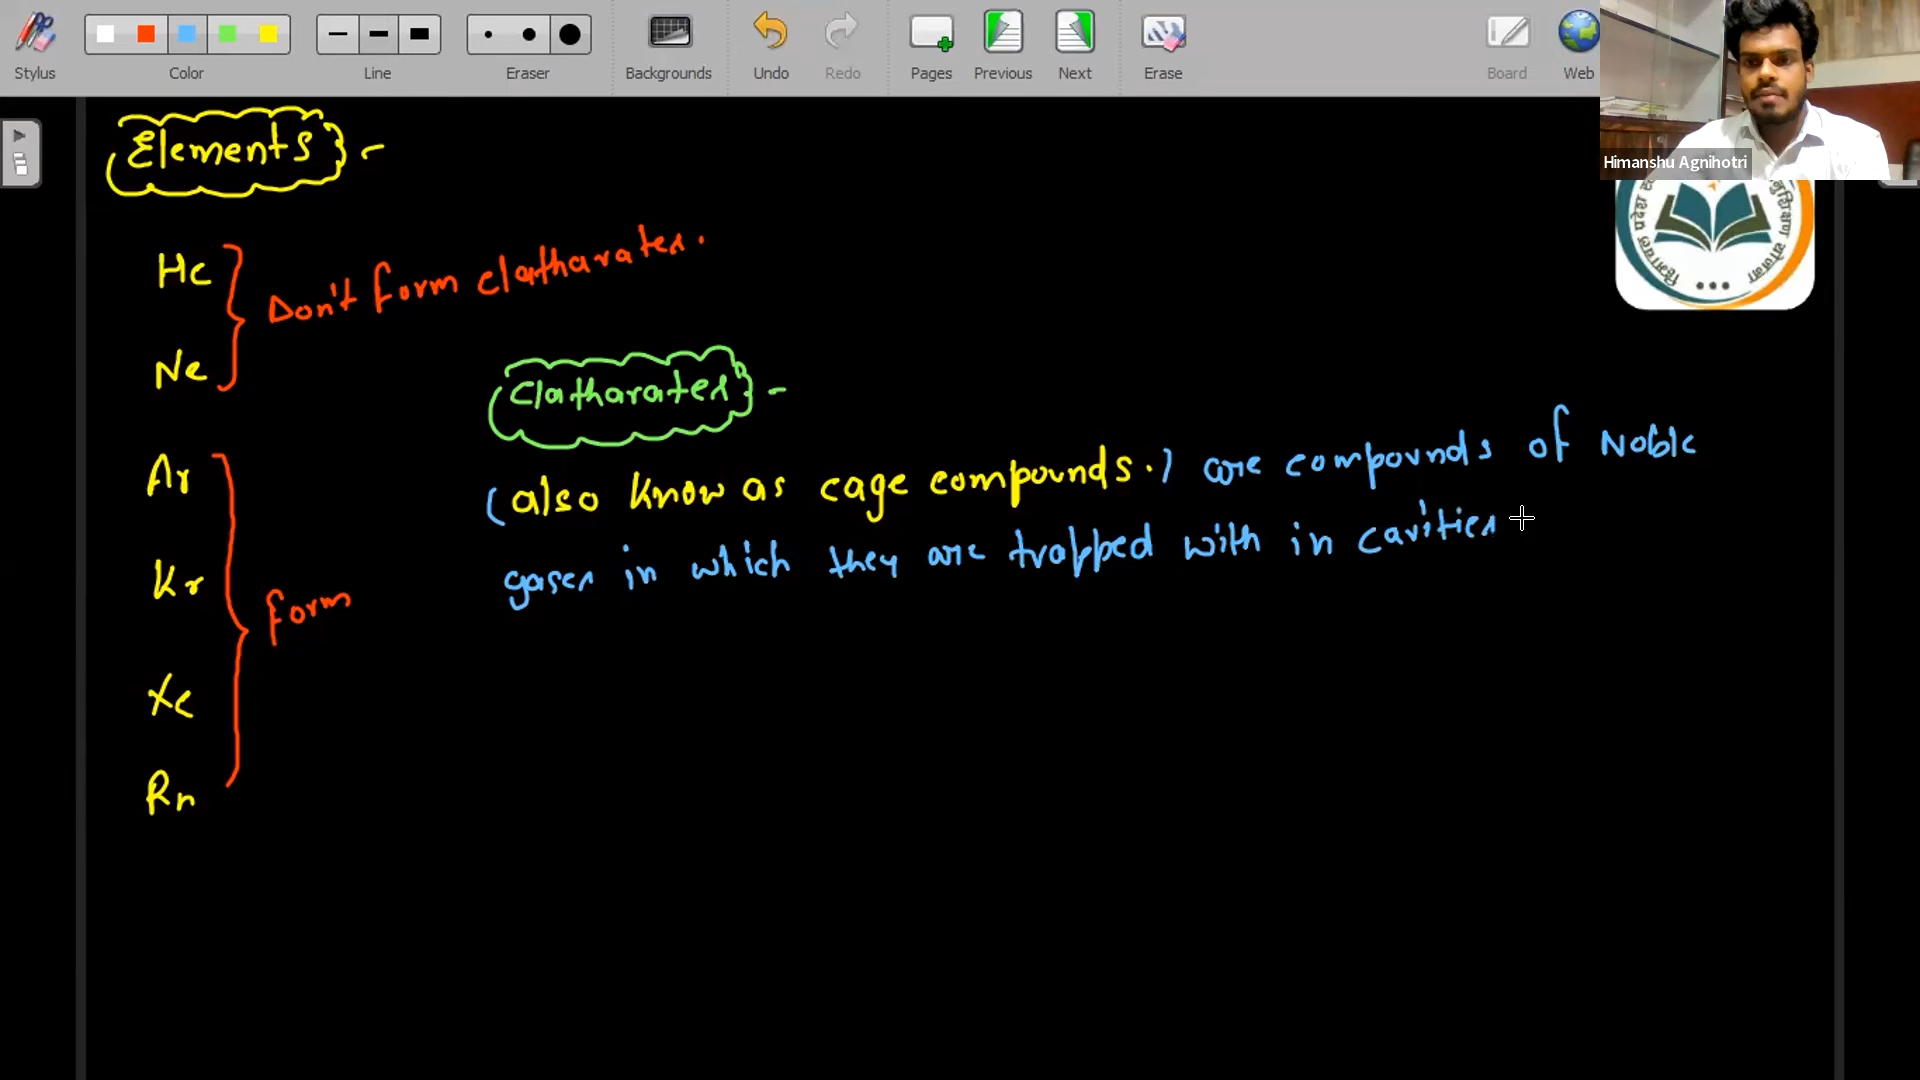 Stylus
Color
Line
Eraser
Backgrounds
Undo
Redo
Pages
Previous
Next
Erase
Board
Web
Himanshu Agnihotri
Elements -
He
Don't form clatharates.
Ne
Clatharates -
Ar
(also know as cage compounds.) are compounds of Noble
gases in which they are trapped with in cavities
Kr
form
Xe
Rn